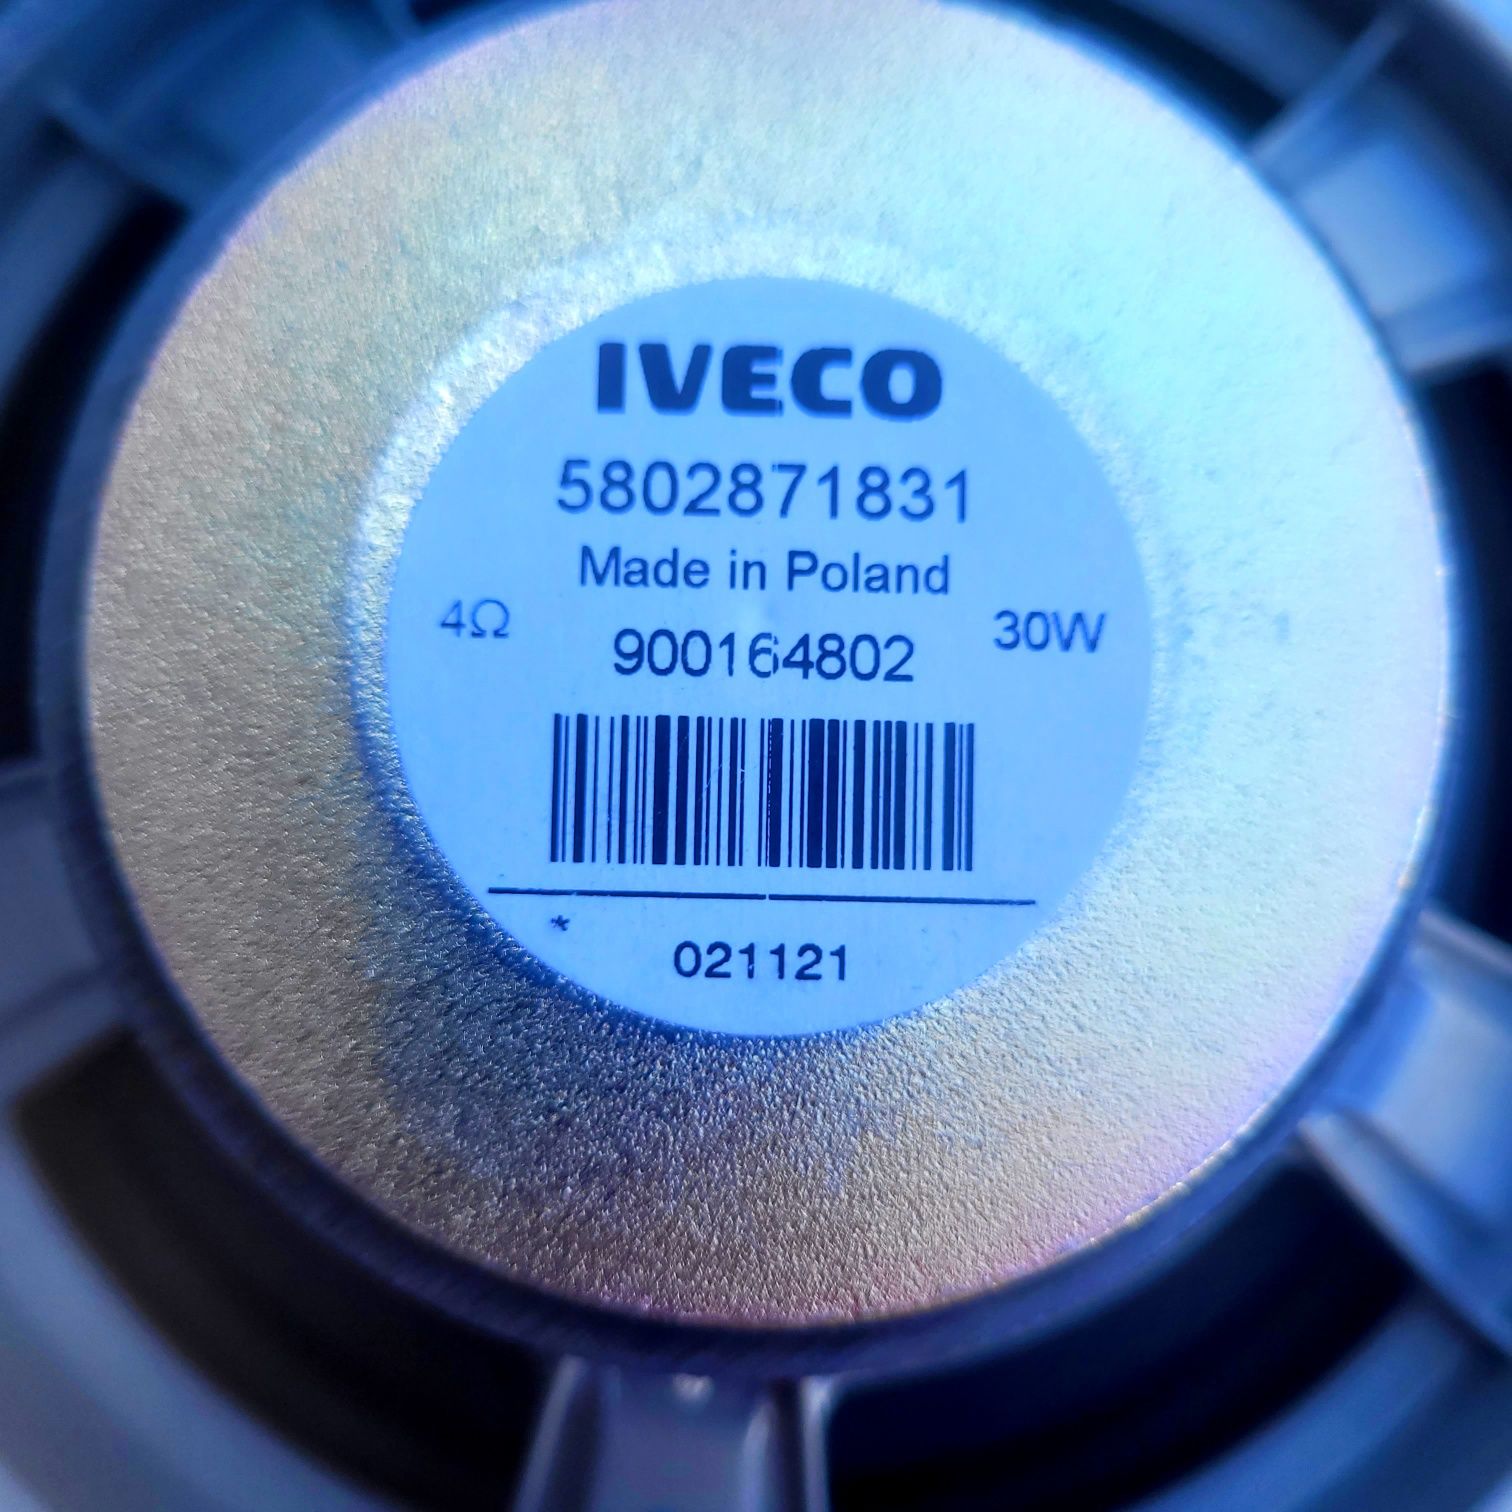 IVECO
5802871831
Made in Poland
4Ω 30W
900164802
*
021121